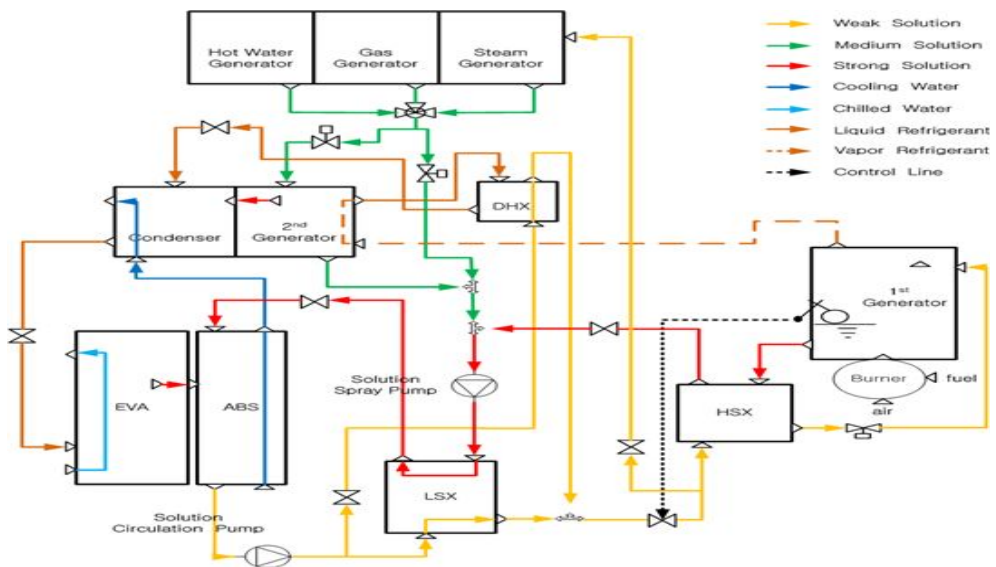 Hot Water
Generator
Gas
Generator
Steam
Generator
Weak Solution
Medium Solution
Strong Solution
Cooling Water
Chilled Water
Liquid Refrigerant
Vapor Refrigerant
Control Line
DHX
Condenser
2nd
Generator
1st
Generator
Solution
Spray Pump
Burner
fuel
air
EVA
ABS
HSX
LSX
Solution
Circulation Pump